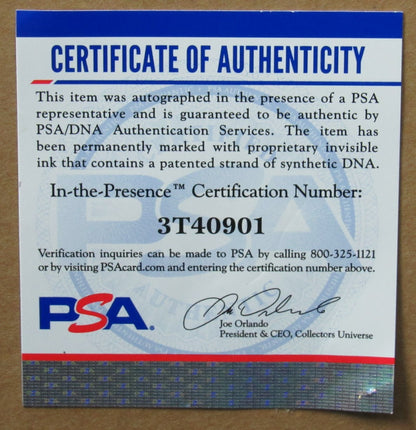 CERTIFICATE OF AUTHENTICITY
This item was autographed in the presence of a PSA
representative and is guaranteed to be authentic by
PSA/DNA Authentication Services. The item has
been permanently marked with proprietary invisible
ink that contains a patented strand of synthetic DNA.
In-the-Presence™ Certification Number:
3T40901
Verification inquiries can be made to PSA by calling 800-325-1121
or by visiting PSAcard.com and entering the certification number above.
PSA®
Joe Orlando
President & CEO, Collectors Universe